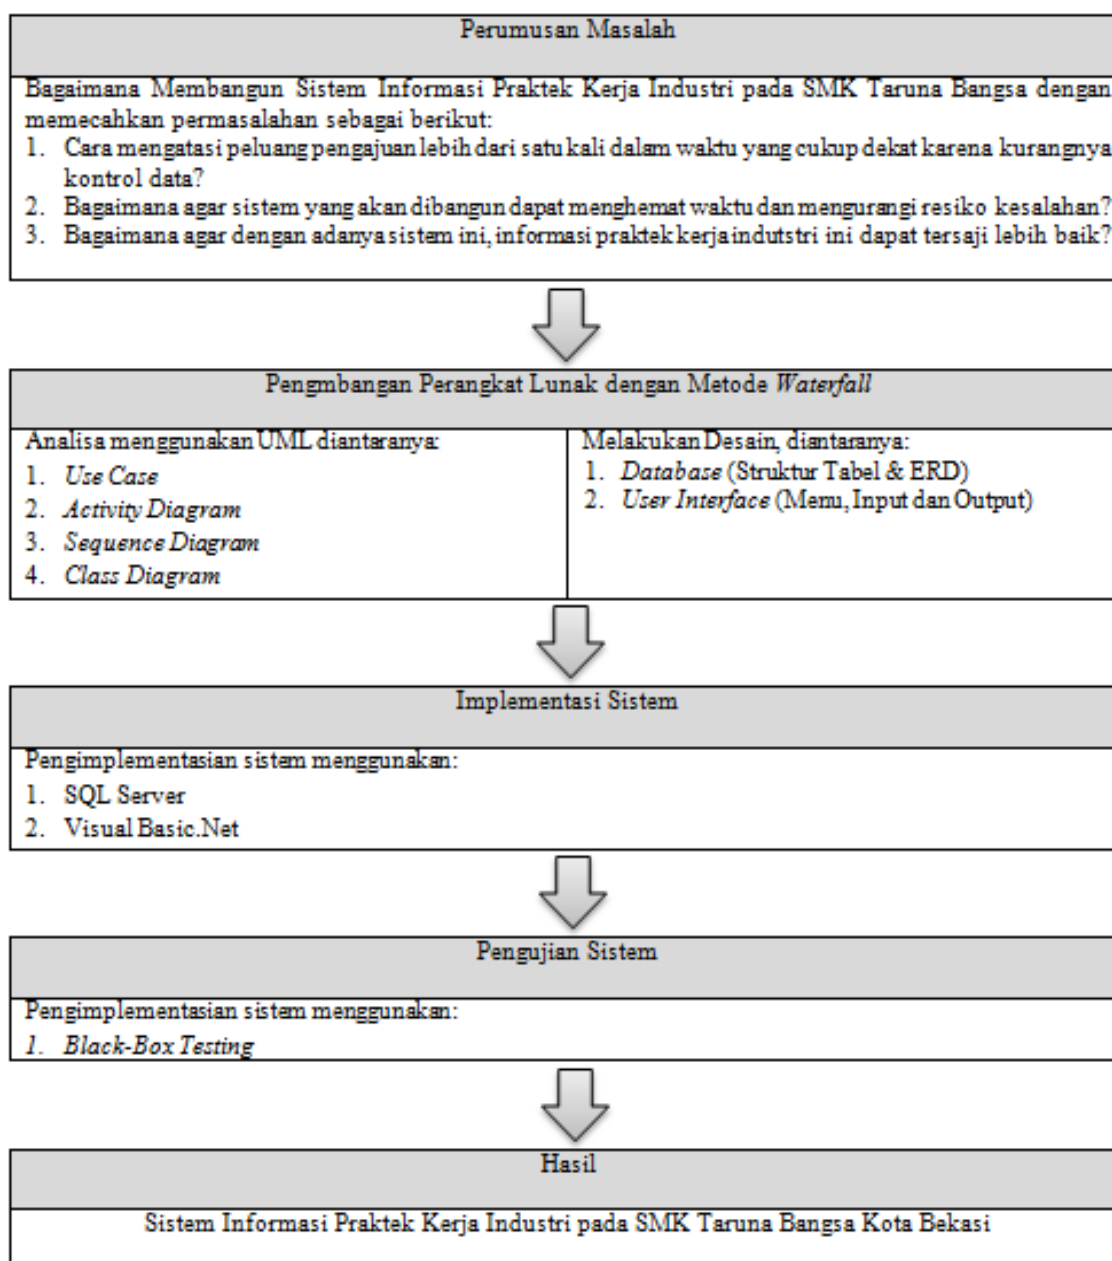 Perumusan Masalah
Bagaimana Membangun Sistem Informasi Praktek Kerja Industri pada SMK Taruna Bangsa dengan
memecahkan permasalahan sebagai berikut:
1. Cara mengatasi peluang pengajuan lebih dari satu kali dalam waktu yang cukup dekat karena kurangnya
kontrol data?
2. Bagaimana agar sistem yang akan dibangun dapat menghemat waktu dan mengurangi resiko kesalahan?
3. Bagaimana agar dengan adanya sistem ini, informasi praktek kerja indutstri ini dapat tersaji lebih baik?
Pengmbangan Perangkat Lunak dengan Metode Waterfall
Analisa menggunakan UML diantaranya:
1. Use Case
2. Activity Diagram
3. Sequence Diagram
4. Class Diagram
Melakukan Desain, diantaranya:
1. Database (Struktur Tabel & ERD)
2. User Interface (Menu, Input dan Output)
Implementasi Sistem
Pengimplementasian sistem menggunakan:
1. SQL Server
2. Visual Basic.Net
Pengujian Sistem
Pengimplementasian sistem menggunakan:
1. Black-Box Testing
Hasil
Sistem Informasi Praktek Kerja Industri pada SMK Taruna Bangsa Kota Bekasi